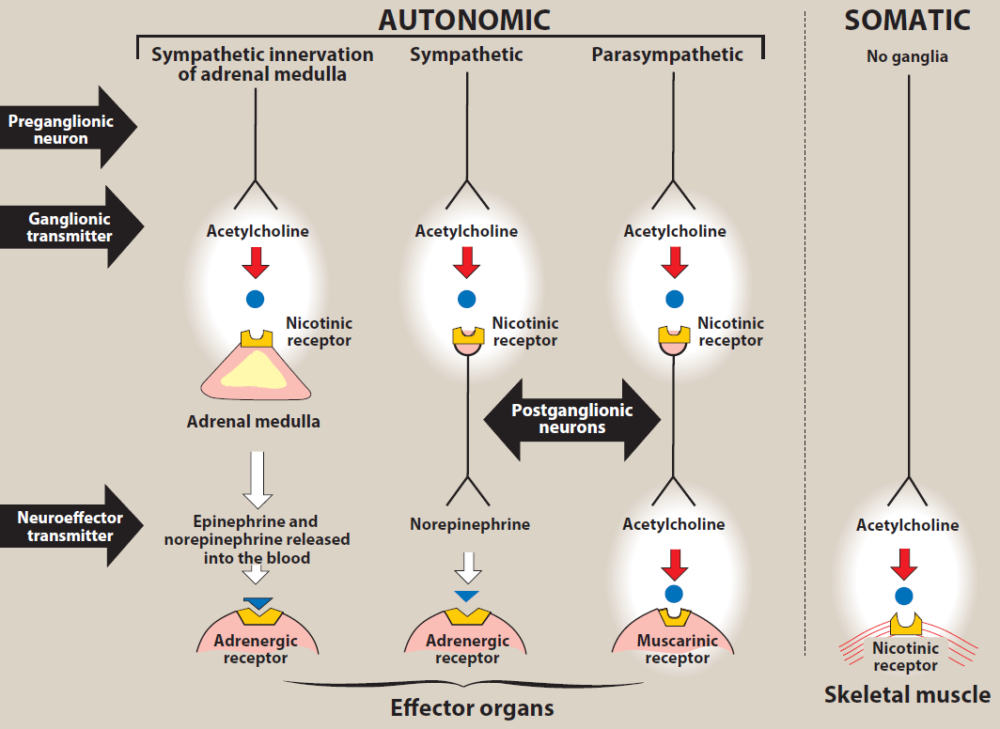 AUTONOMIC
SOMATIC
Sympathetic innervation
of adrenal medulla
Sympathetic
Parasympathetic
No ganglia
Preganglionic
neuron
Ganglionic
transmitter
Acetylcholine
Acetylcholine
Acetylcholine
Nicotinic
receptor
Nicotinic
receptor
Nicotinic
receptor
Adrenal medulla
Postganglionic
neurons
Neuroeffector
transmitter
Epinephrine and
norepinephrine released
into the blood
Norepinephrine
Acetylcholine
Acetylcholine
Adrenergic
receptor
Adrenergic
receptor
Muscarinic
receptor
Nicotinic
receptor
Effector organs
Skeletal muscle